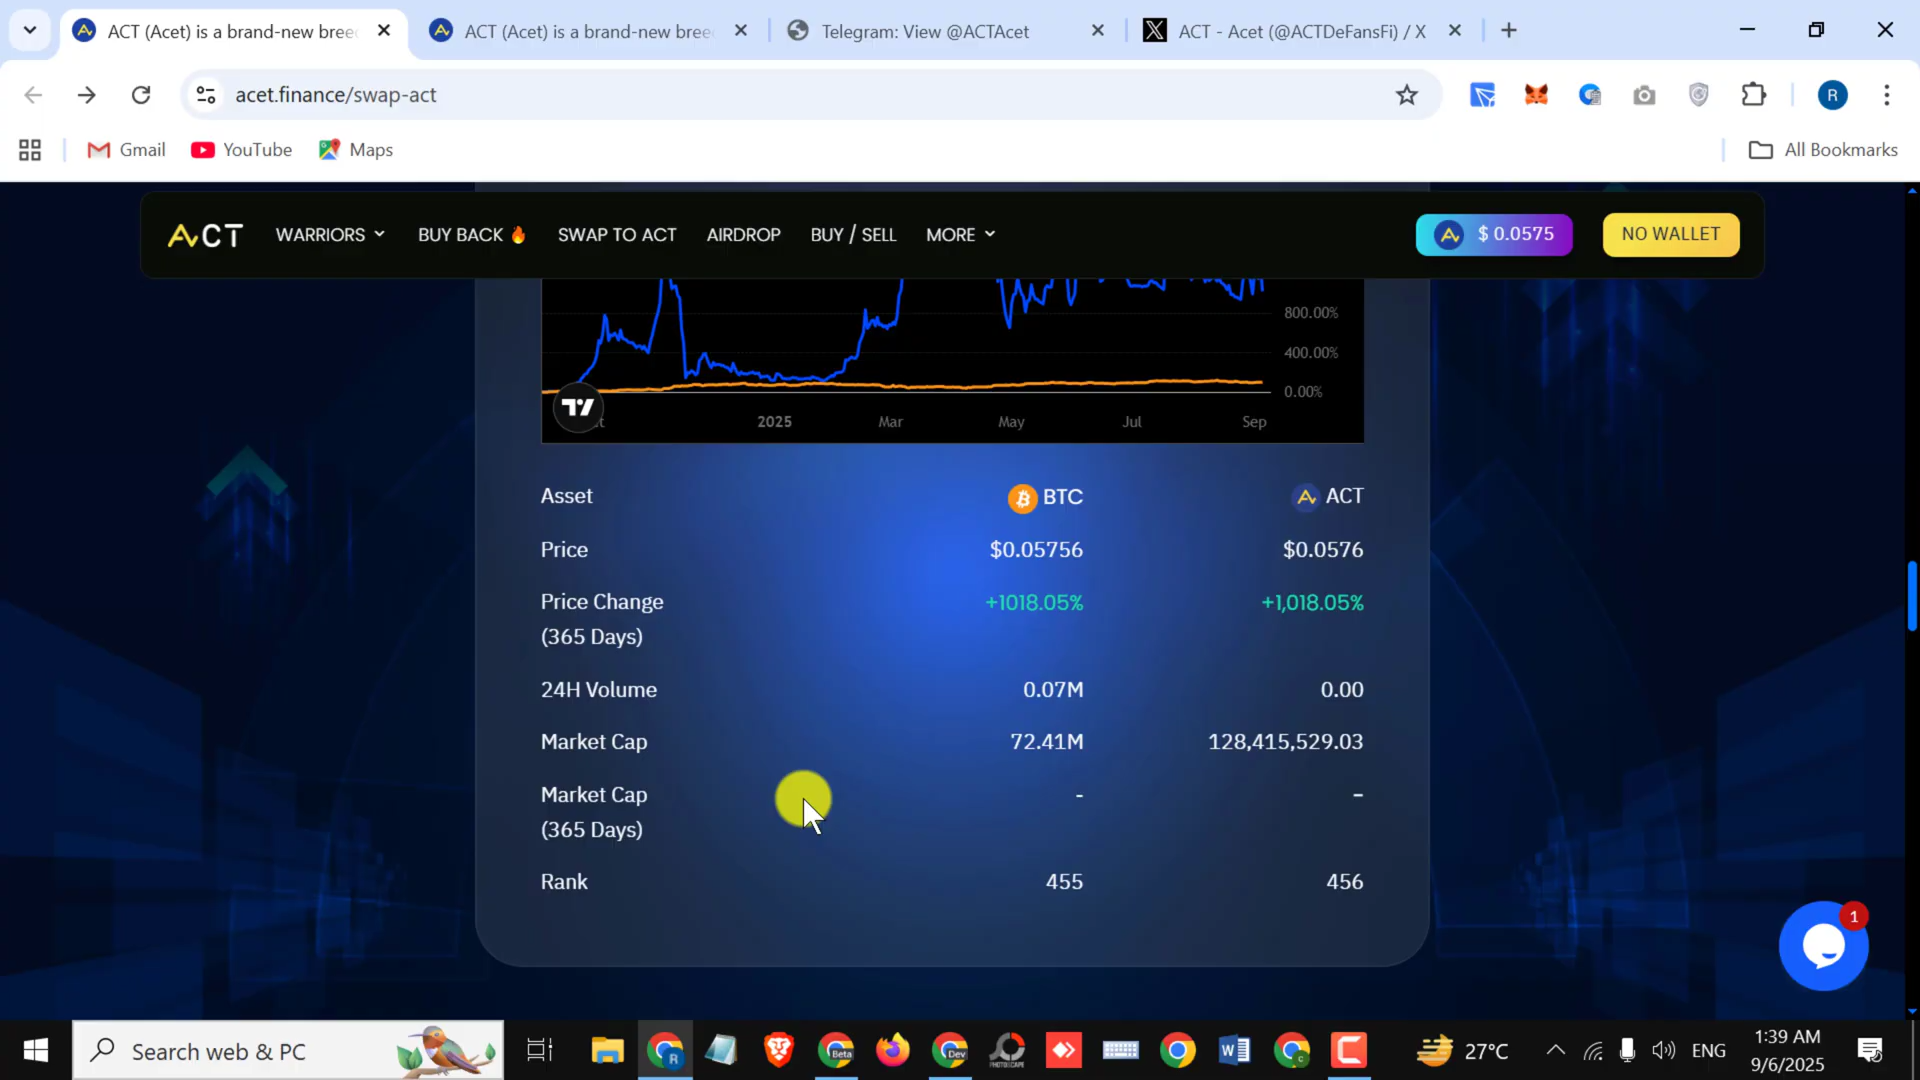 ACT (Acet) is a brand-new bree
ACT (Acet) is a brand-new bree
Telegram: View @ACTAcet
ACT - Acet (@ACTDeFansFi) / X
acet.finance/swap-act
R
Gmail
YouTube
Maps
All Bookmarks
ACT
WARRIORS
BUY BACK 🔥
SWAP TO ACT
AIRDROP
BUY / SELL
MORE
$ 0.0575
NO WALLET
800.00%
400.00%
0.00%
2025
Mar
May
Jul
Sep
Asset BTC ACT
Price $0.05756 $0.0576
Price Change +1018.05% +1,018.05%
(365 Days)
24H Volume 0.07M 0.00
Market Cap 72.41M 128,415,529.03
Market Cap - -
(365 Days)
Rank 455 456
1
Search web & PC
27°C
ENG
1:39 AM
9/6/2025